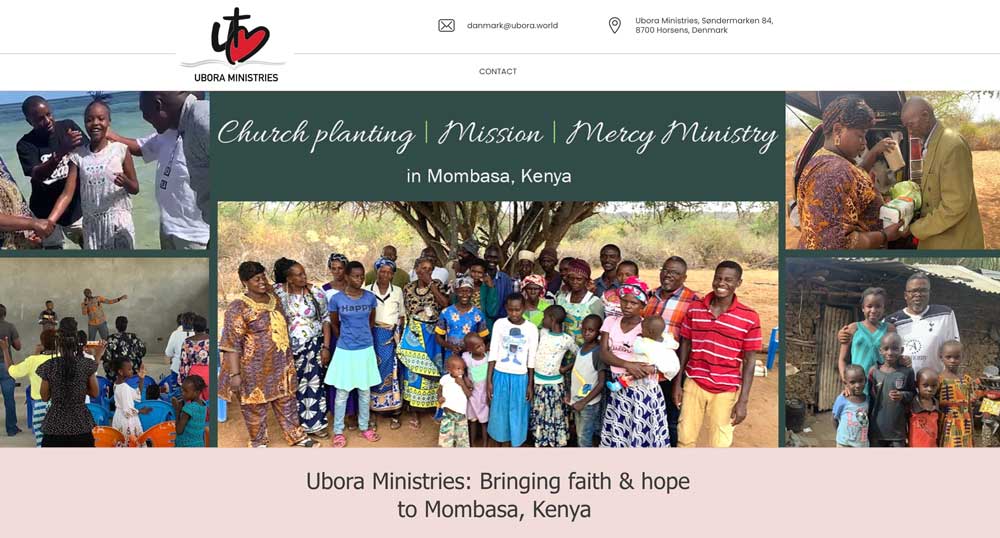 danmark@ubora.world
Ubora Ministries, Søndermarken 84,
8700 Horsens, Denmark
UBORA MINISTRIES
CONTACT
Church planting | Mission | Mercy Ministry
in Mombasa, Kenya
HAPPY
Ubora Ministries: Bringing faith & hope
to Mombasa, Kenya